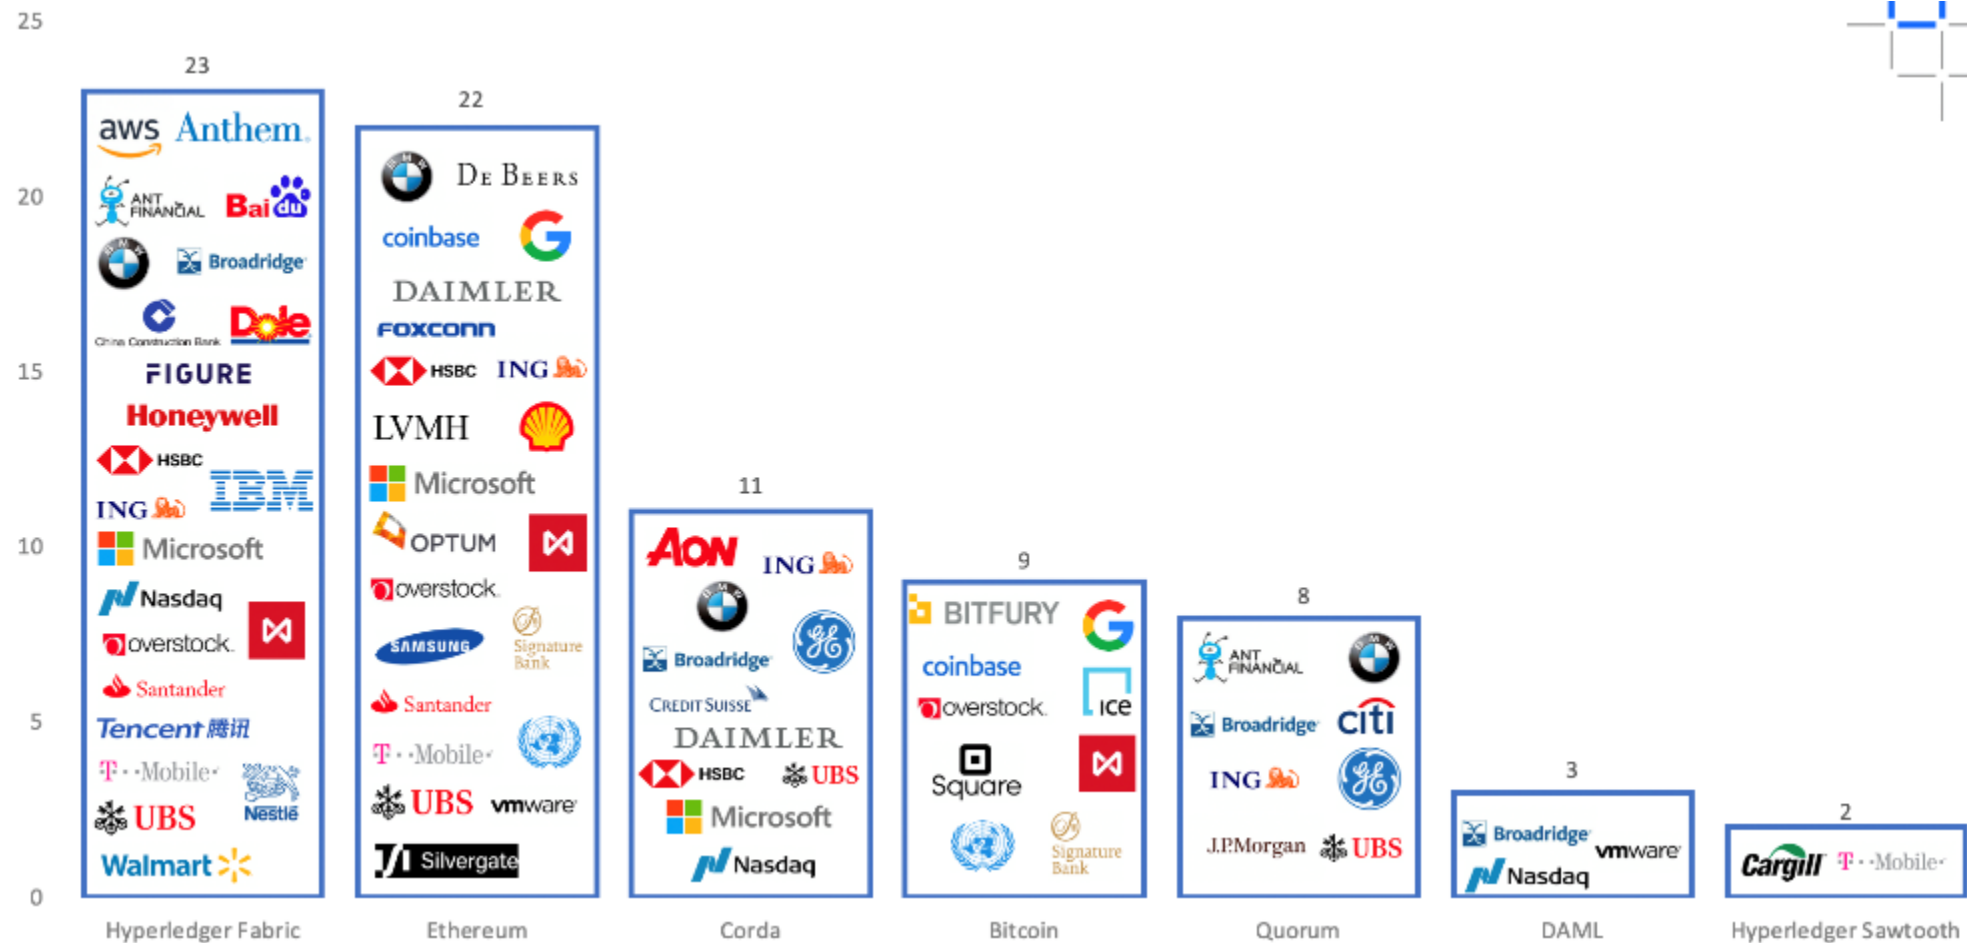 25
23
aws Anthem
22
DE BEERS
20
ANT FINANCIAL Baidu
coinbase G
Broadridge
DAIMLER
China Construction Bank Dole
FOXCONN
15
FIGURE
HSBC ING
Honeywell
LVMH
HSBC
IBM
Microsoft
11
ING
10
Microsoft
OPTUM
AON ING
9
Nasdaq
overstock.
8
overstock.
BITFURY G
SAMSUNG Signature Bank
Broadridge GE
coinbase
ANT FINANCIAL
Santander
Santander
CREDIT SUISSE
overstock. ice
Broadridge citi
5
Tencent 腾讯
T··Mobile·
DAIMLER
T··Mobile·
HSBC UBS
Square
ING GE
3
UBS Nestlé
UBS vmware
Microsoft
2
Signature Bank
J.P.Morgan UBS
Broadridge vmware
Walmart
Silvergate
Nasdaq
Nasdaq
Cargill T··Mobile·
0
Hyperledger Fabric Ethereum Corda Bitcoin Quorum DAML Hyperledger Sawtooth